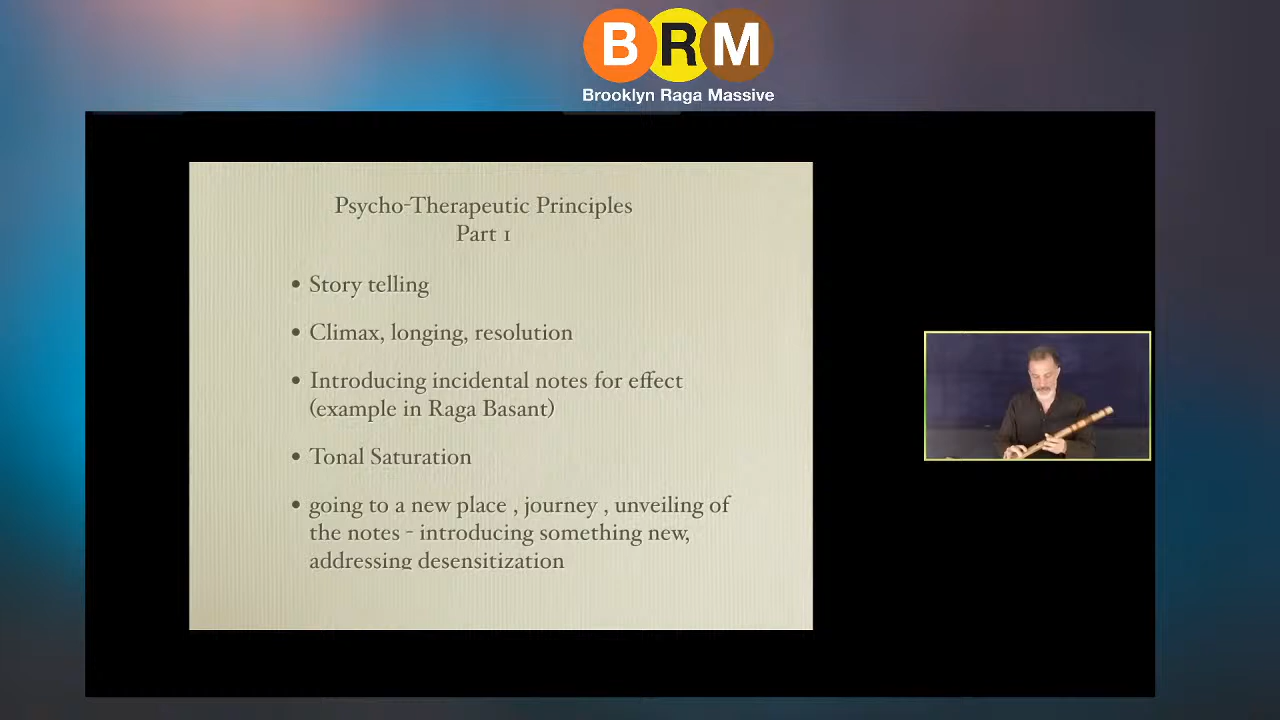 BRM
Brooklyn Raga Massive
Psycho-Therapeutic Principles
Part 1
• Story telling
• Climax, longing, resolution
• Introducing incidental notes for effect
(example in Raga Basant)
• Tonal Saturation
• going to a new place , journey , unveiling of
the notes - introducing something new,
addressing desensitization